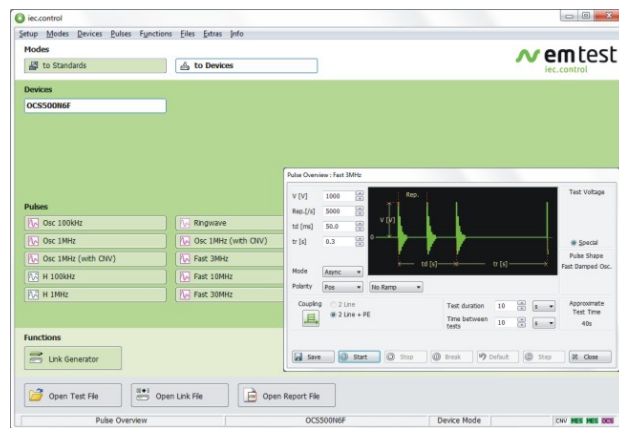 iec.control
Setup Modes Devices Pulses Functions Files Extras Info
Modes
to Standards
to Devices
emtest
iec.control
Devices
OCS500N6F
Pulses
Osc 100kHz
Ringwave
Osc 1MHz
Osc 1MHz (with CNV)
Osc 1MHz (with CNV)
Fast 3MHz
H 100kHz
Fast 10MHz
H 1MHz
Fast 30MHz
Functions
Link Generator
Open Test File
Open Link File
Open Report File
Pulse Overview
OCS500N6F
Device Mode
CNV MES MES OCS
Pulse Overview : Fast 3MHz
V [V] 1000
Rep.[/s] 5000
td [ms] 50.0
tr [s] 0.3
Mode Async
Polarity Pos
No Ramp
Rep.
V [V]
0
td [s]
tr [s]
Test Voltage
Special
Pulse Shape
Fast Damped Osc.
Coupling
2 Line
2 Line + PE
Test duration 10 s
Time between tests 10 s
Approximate
Test Time
40s
Save
Start
Stop
Break
Default
Step
Close